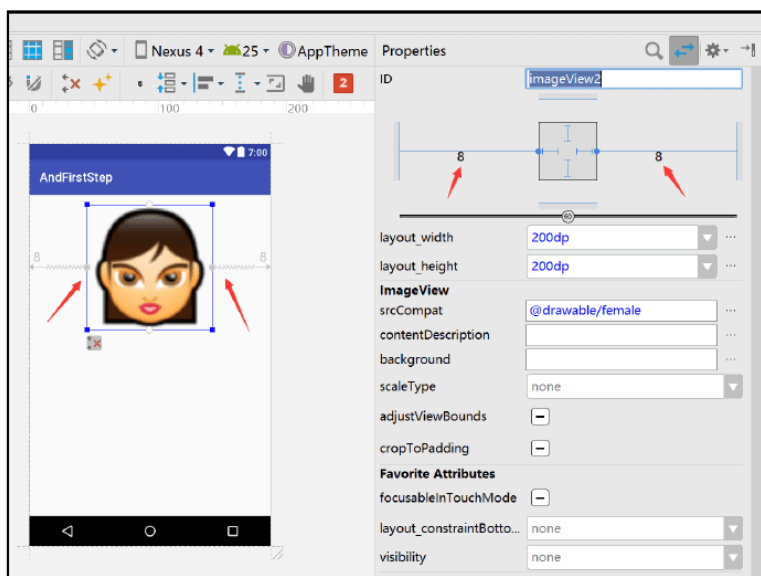 Nexus 4 25 AppTheme Properties
2
ID imageView2
0 100 200
7:00
AndFirstStep
8 8
8 8
60
layout_width 200dp ...
layout_height 200dp ...
ImageView
srcCompat @drawable/female ...
contentDescription ...
background ...
scaleType none
adjustViewBounds
cropToPadding
Favorite Attributes
focusableInTouchMode
layout_constraintBotto... none
visibility none